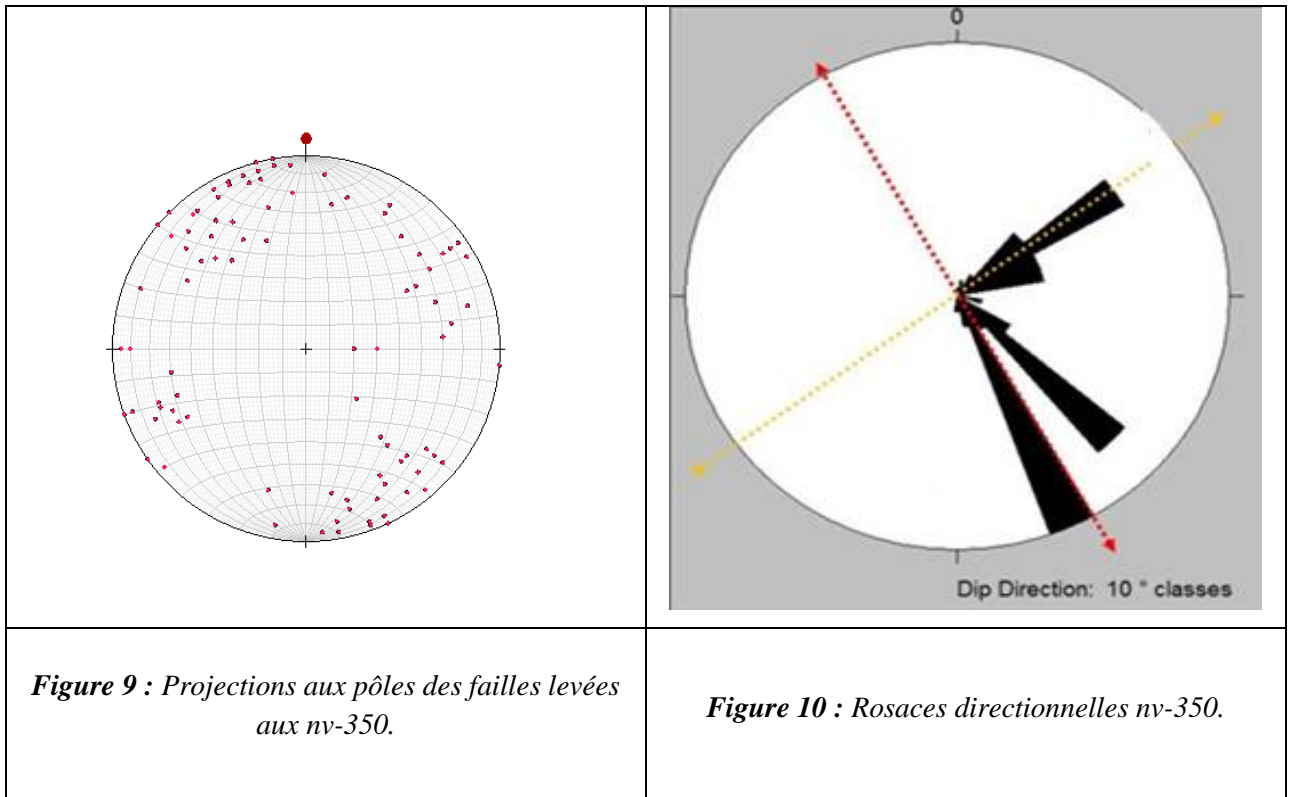 0
Dip Direction: 10 ° classes
Figure 9 : Projections aux pôles des failles levées
aux nv-350.
Figure 10 : Rosaces directionnelles nv-350.